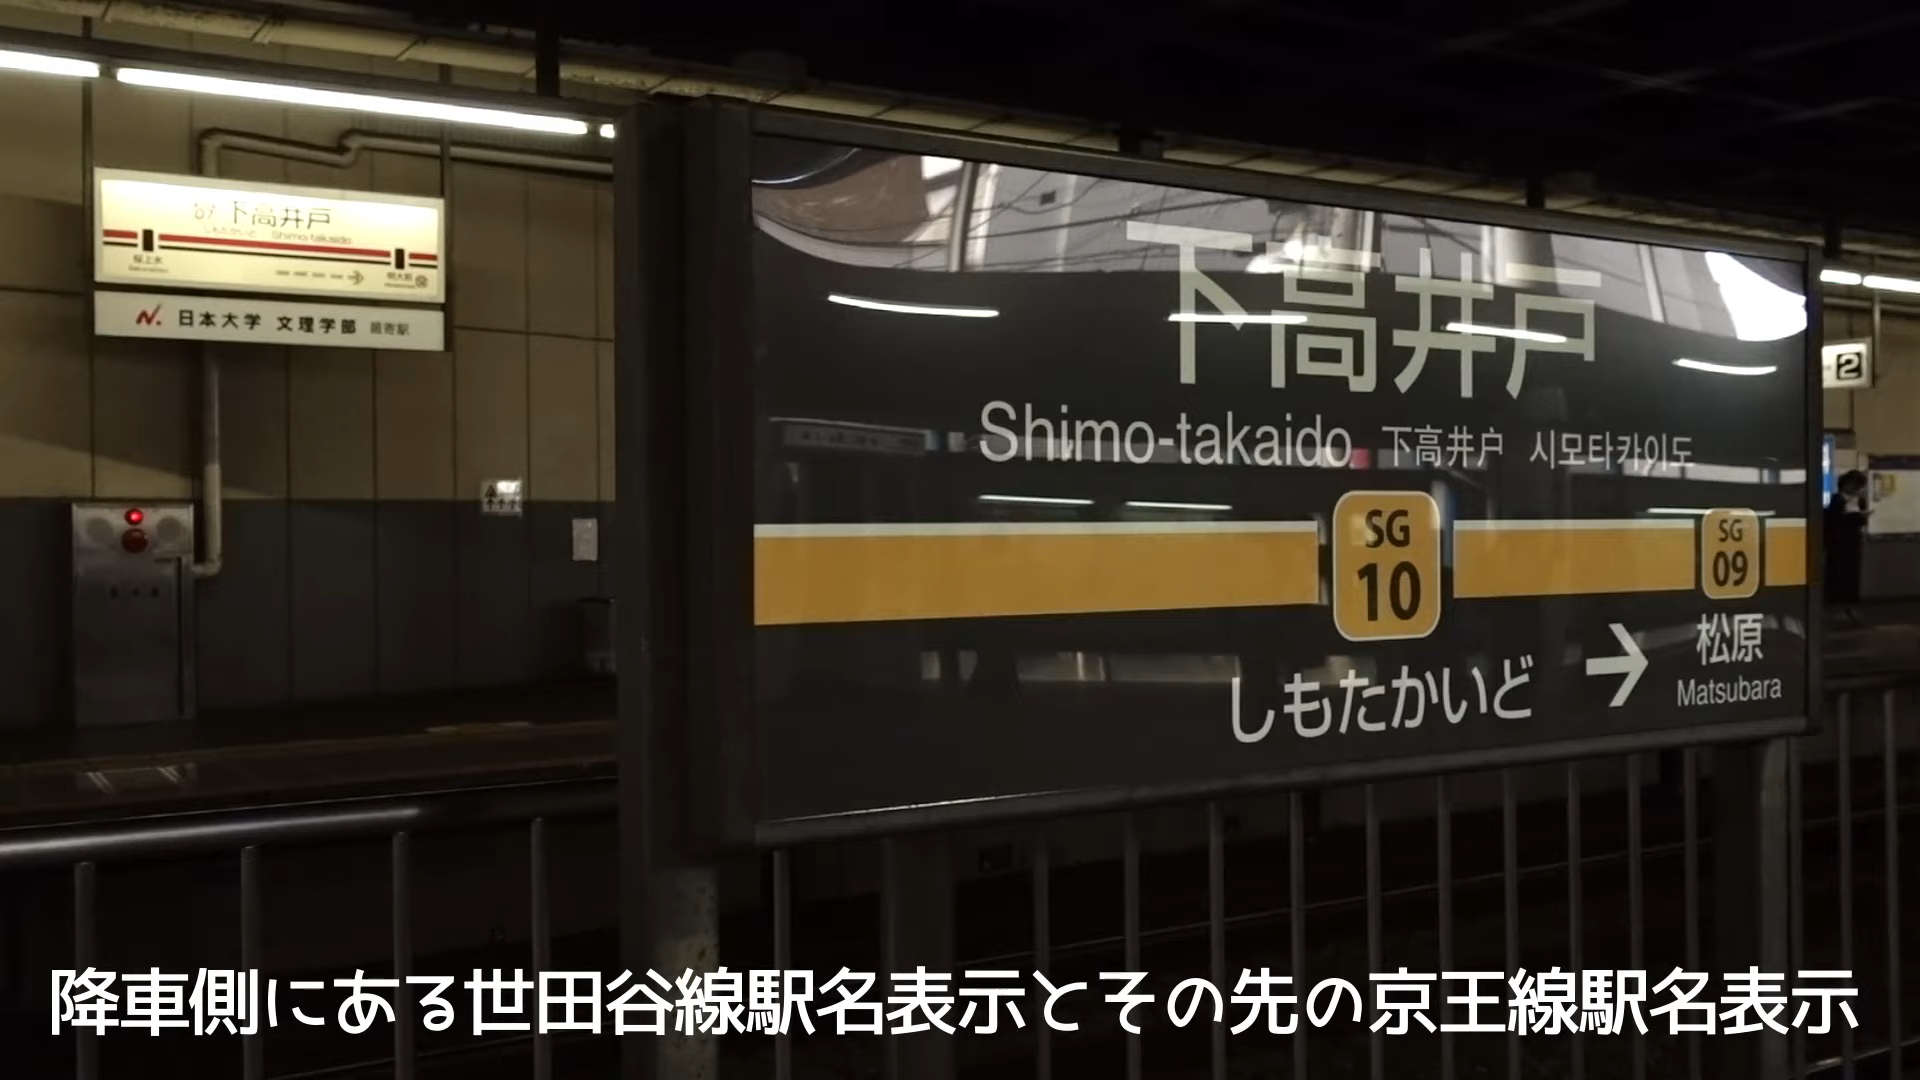 下高井戸
しもたかいど Shimo-takaido
桜上水
明大前
日本大学 文理学部 最寄駅
下高井戸
Shimo-takaido 下高井户 시모타카이도
SG
10
SG
09
しもたかいど
→
松原
Matsubara
2
降車側にある世田谷線駅名表示とその先の京王線駅名表示